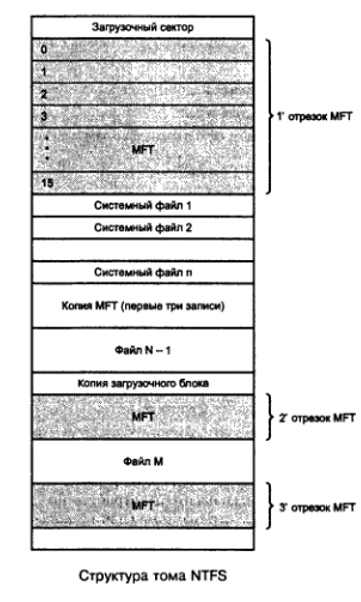 Загрузочный сектор
0
1
2
3
MFT
15
1' отрезок MFT
Системный файл 1
Системный файл 2
Системный файл n
Копия MFT (первые три записи)
Файл N – 1
Копия загрузочного блока
MFT
2' отрезок MFT
Файл M
MFT
3' отрезок MFT
Структура тома NTFS